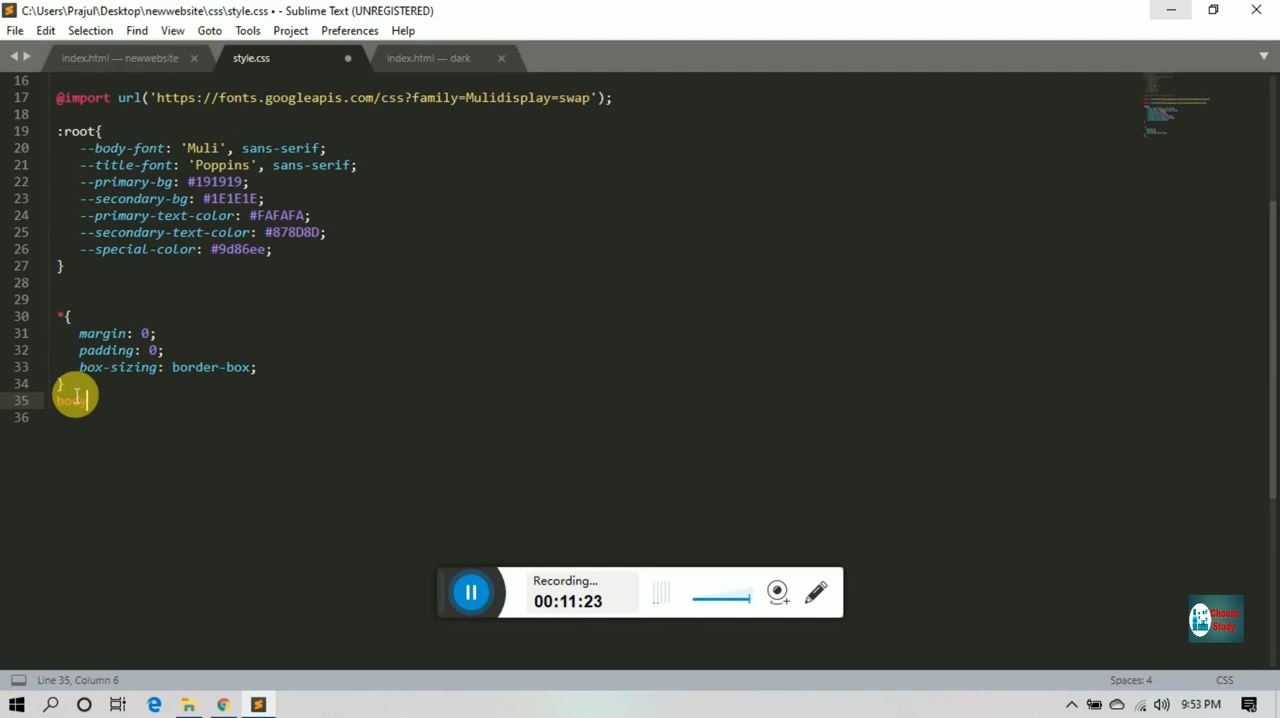 C:\Users\Prajul\Desktop\newwebsite\css\style.css • - Sublime Text (UNREGISTERED)
File Edit Selection Find View Goto Tools Project Preferences Help
index.html — newwebsite style.css index.html — dark
16
17 @import url('https://fonts.googleapis.com/css?family=Mulidisplay=swap');
18
19 :root{
20 --body-font: 'Muli', sans-serif;
21 --title-font: 'Poppins', sans-serif;
22 --primary-bg: #191919;
23 --secondary-bg: #1E1E1E;
24 --primary-text-color: #FAFAFA;
25 --secondary-text-color: #878D8D;
26 --special-color: #9d86ee;
27 }
28
29
30 *{
31 margin: 0;
32 padding: 0;
33 box-sizing: border-box;
34 }
35 body
36
Recording...
00:11:23
Choose
Study
Line 35, Column 6 Spaces: 4 CSS
9:53 PM